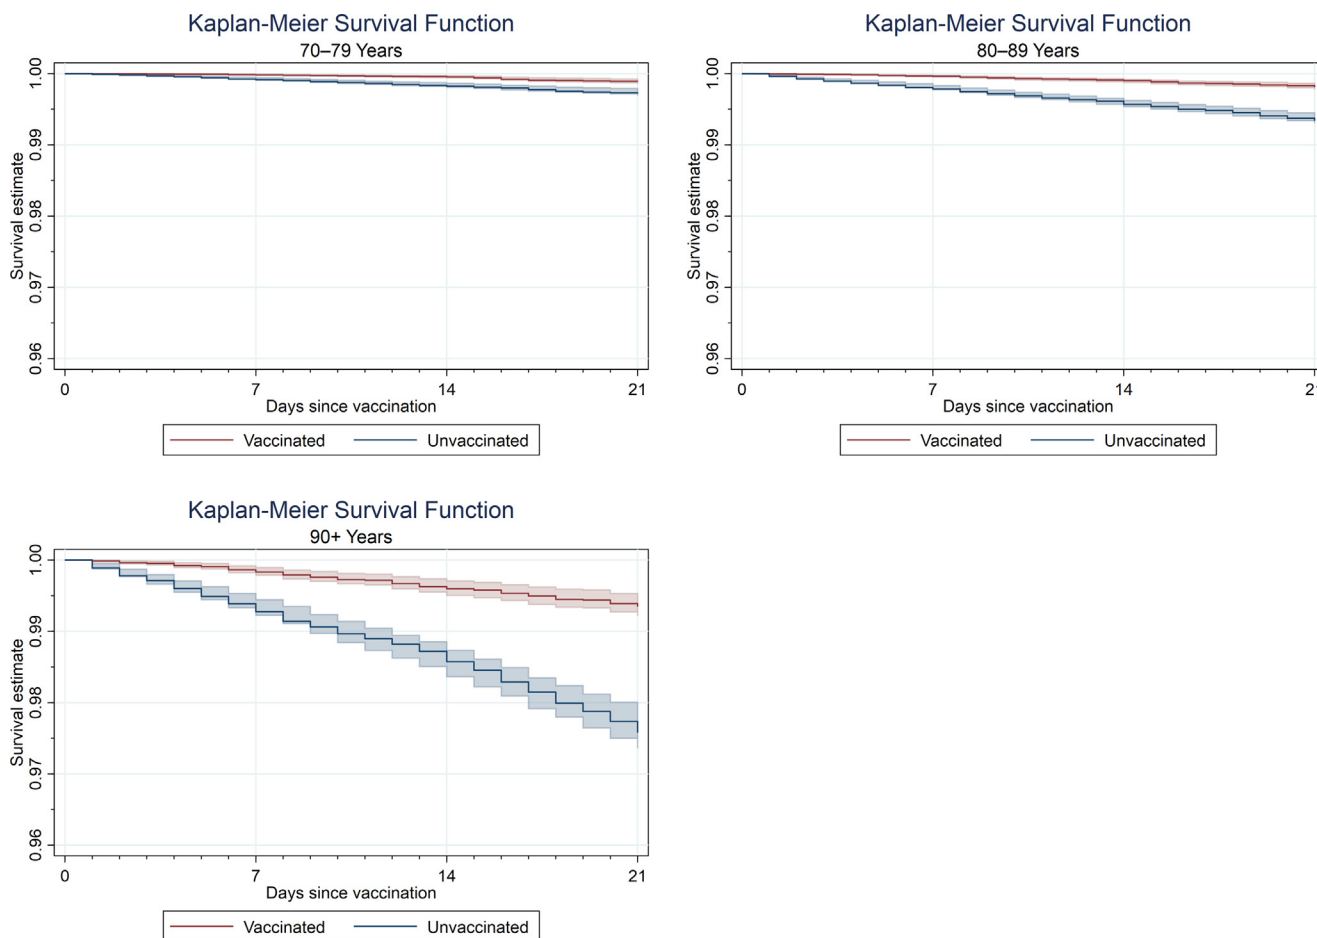 Kaplan-Meier Survival Function
70–79 Years
1.00
0.99
0.98
0.97
0.96
Survival estimate
0
7
14
21
Days since vaccination
Vaccinated
Unvaccinated
Kaplan-Meier Survival Function
80–89 Years
1.00
0.99
0.98
0.97
0.96
Survival estimate
0
7
14
Days since vaccination
Vaccinated
Unvaccinated
Kaplan-Meier Survival Function
90+ Years
1.00
0.99
0.98
0.97
0.96
Survival estimate
0
7
14
21
Days since vaccination
Vaccinated
Unvaccinated